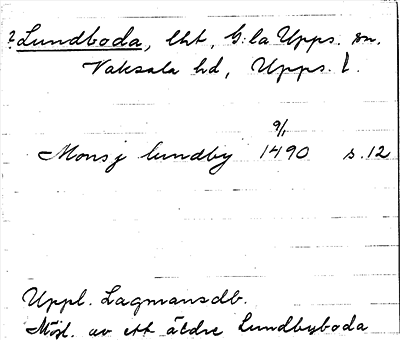 ? Lundboda, lht, G:la Upps. sn.
Vaksala hd, Upps. l.
Mons j lundby 9/1 1490 s.12
Uppl. Lagmansdb.
Möjl. av ett äldre Lundbyboda